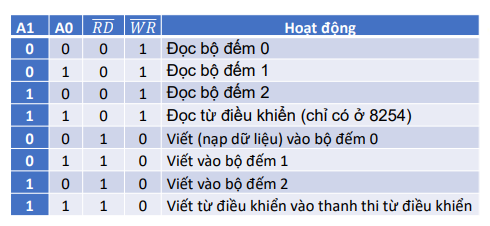 A1 A0 R̅D̅ W̅R̅ Hoạt động
0 0 0 1 Đọc bộ đếm 0
0 1 0 1 Đọc bộ đếm 1
1 0 0 1 Đọc bộ đếm 2
1 1 0 1 Đọc từ điều khiển (chỉ có ở 8254)
0 0 1 0 Viết (nạp dữ liệu) vào bộ đếm 0
0 1 1 0 Viết vào bộ đếm 1
1 0 1 0 Viết vào bộ đếm 2
1 1 1 0 Viết từ điều khiển vào thanh thi từ điều khiển